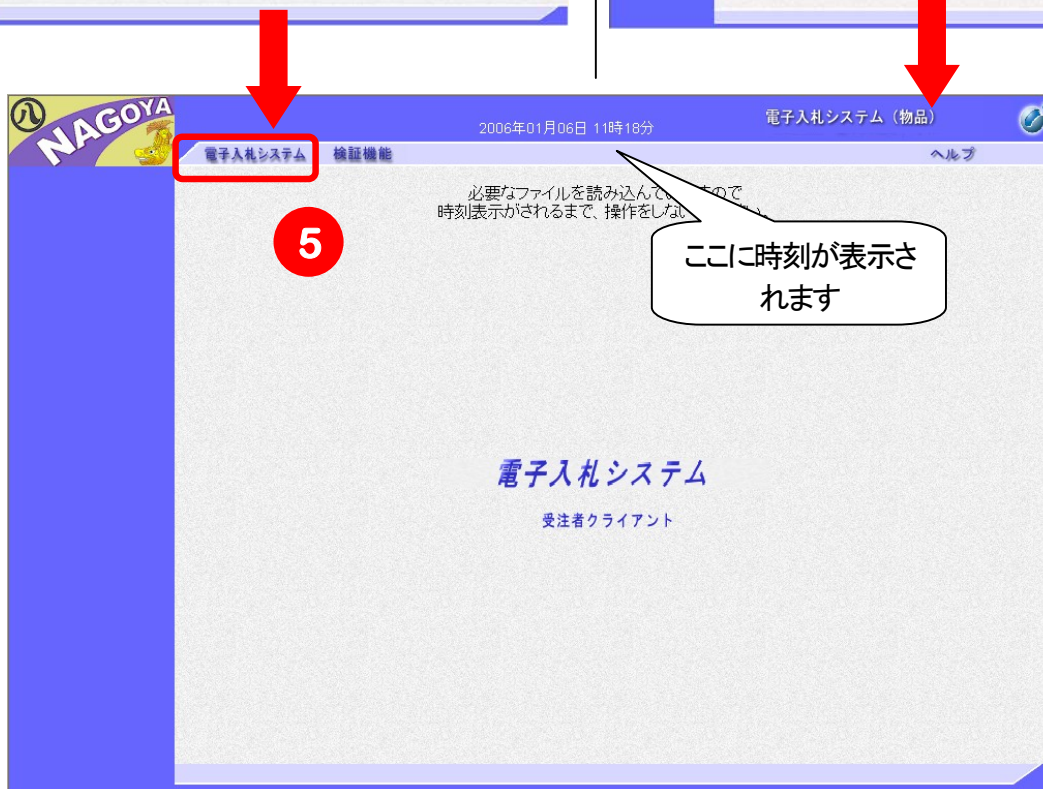 八
NAGOYA
2006年01月06日 11時18分
電子入札システム（物品）
電子入札システム 検証機能
ヘルプ
必要なファイルを読み込んで
ので
時刻表示がされるまで、操作をしない
5
ここに時刻が表示さ
れます
電子入札システム
受注者クライアント